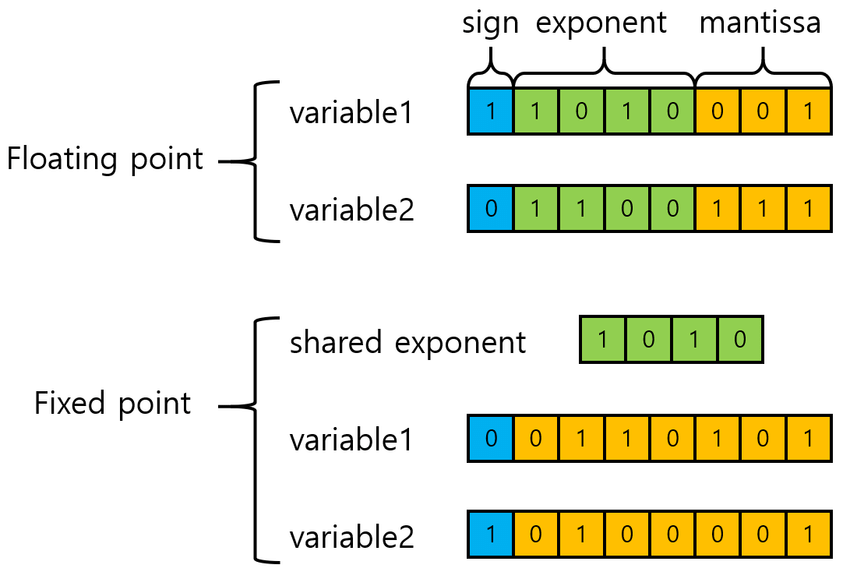 sign exponent mantissa
variable1 1 1 0 1 0 0 0 1
Floating point
variable2 0 1 1 0 0 1 1 1
shared exponent 1 0 1 0
Fixed point
variable1 0 0 1 1 0 1 0 1
variable2 1 0 1 0 0 0 0 1